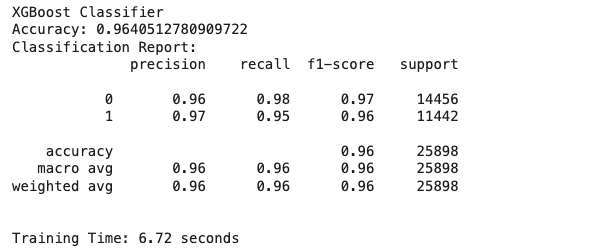 XGBoost Classifier
Accuracy: 0.9640512780909722
Classification Report:
precision recall f1-score support
0 0.96 0.98 0.97 14456
1 0.97 0.95 0.96 11442
accuracy 0.96 25898
macro avg 0.96 0.96 0.96 25898
weighted avg 0.96 0.96 0.96 25898
Training Time: 6.72 seconds